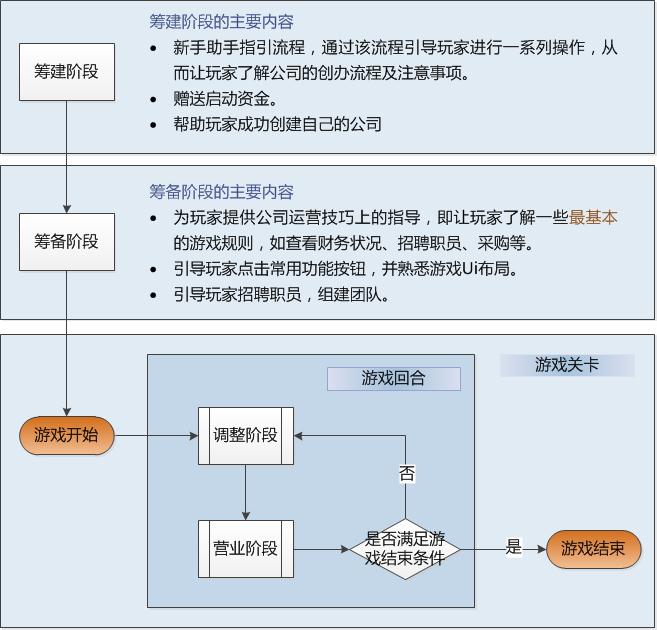 筹建阶段的主要内容
筹建阶段
• 新手助手指引流程，通过该流程引导玩家进行一系列操作，从
而让玩家了解公司的创办流程及注意事项。
• 赠送启动资金。
• 帮助玩家成功创建自己的公司
筹备阶段的主要内容
筹备阶段
• 为玩家提供公司运营技巧上的指导，即让玩家了解一些最基本
的游戏规则，如查看财务状况、招聘职员、采购等。
• 引导玩家点击常用功能按钮，并熟悉游戏Ui布局。
• 引导玩家招聘职员，组建团队。
游戏关卡
游戏回合
游戏开始
调整阶段
否
营业阶段
是否满足游
戏结束条件
是
游戏结束